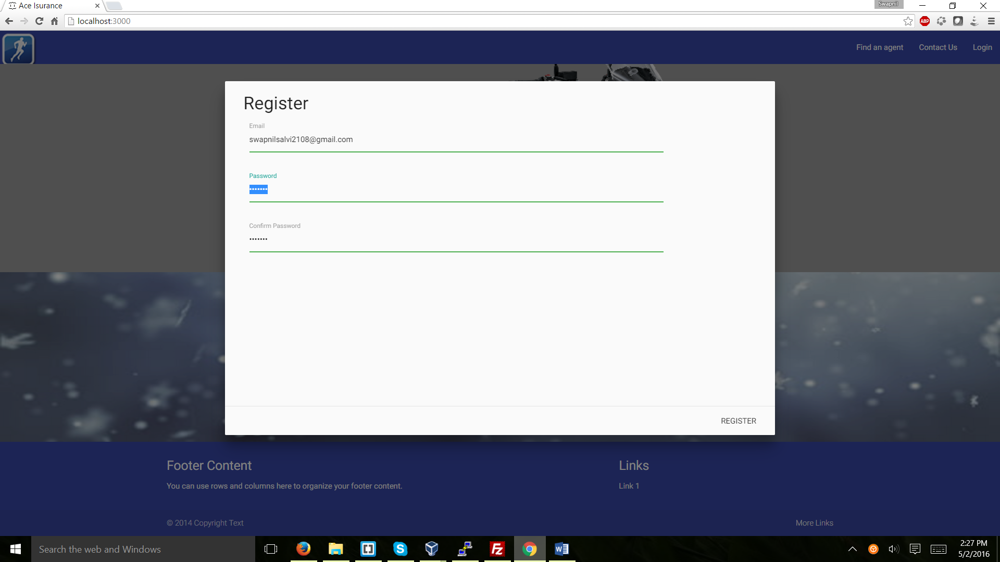 Ace Isurance
Swapnil
localhost:3000
ABP
Find an agent Contact Us Login
Register
Email
swapnilsalvi2108@gmail.com
Password
•••••••
Confirm Password
•••••••
REGISTER
Footer Content
Links
You can use rows and columns here to organize your footer content.
Link 1
© 2014 Copyright Text
More Links
Search the web and Windows
2:27 PM
5/2/2016